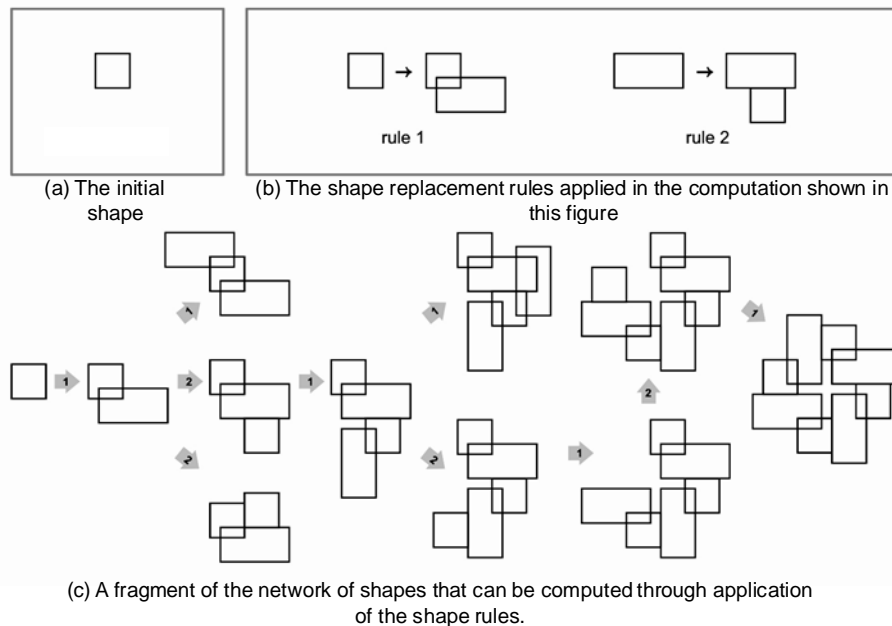 → →
rule 1 rule 2
(a) The initial (b) The shape replacement rules applied in the computation shown in
shape this figure
1 1 1
1 2 1 2
2 2 1
(c) A fragment of the network of shapes that can be computed through application
of the shape rules.